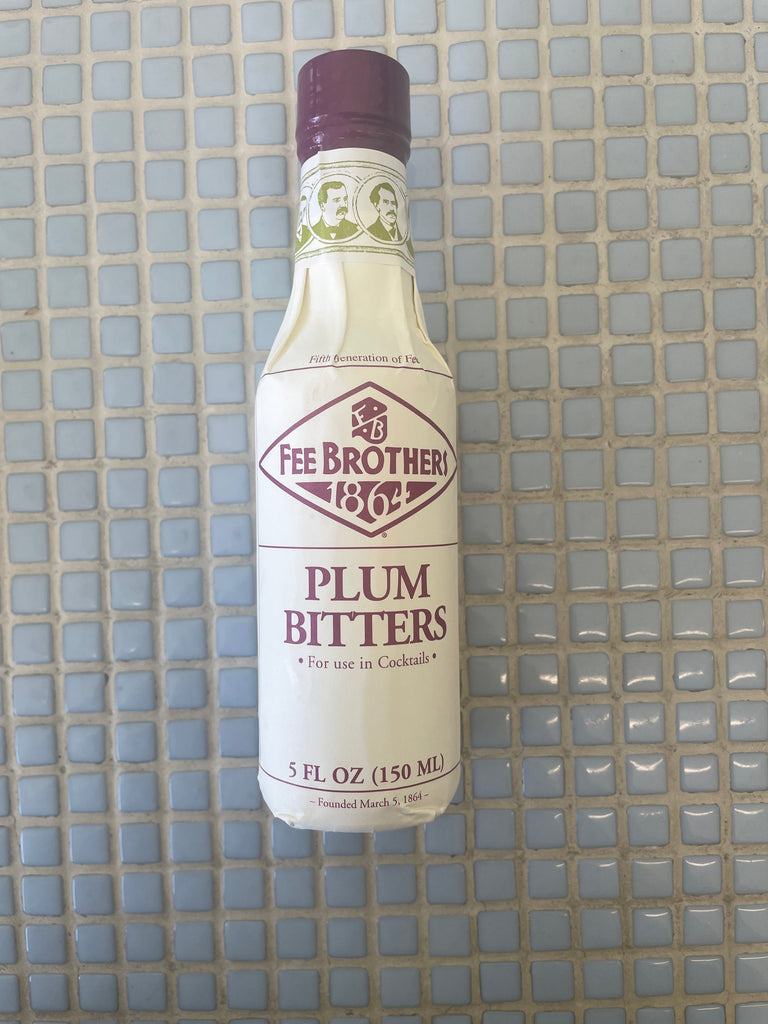 Fifth Generation of Fee
F
B
FEE BROTHERS
1864
®
PLUM
BITTERS
• For use in Cocktails •
5 FL OZ (150 ML)
– Founded March 5, 1864 –